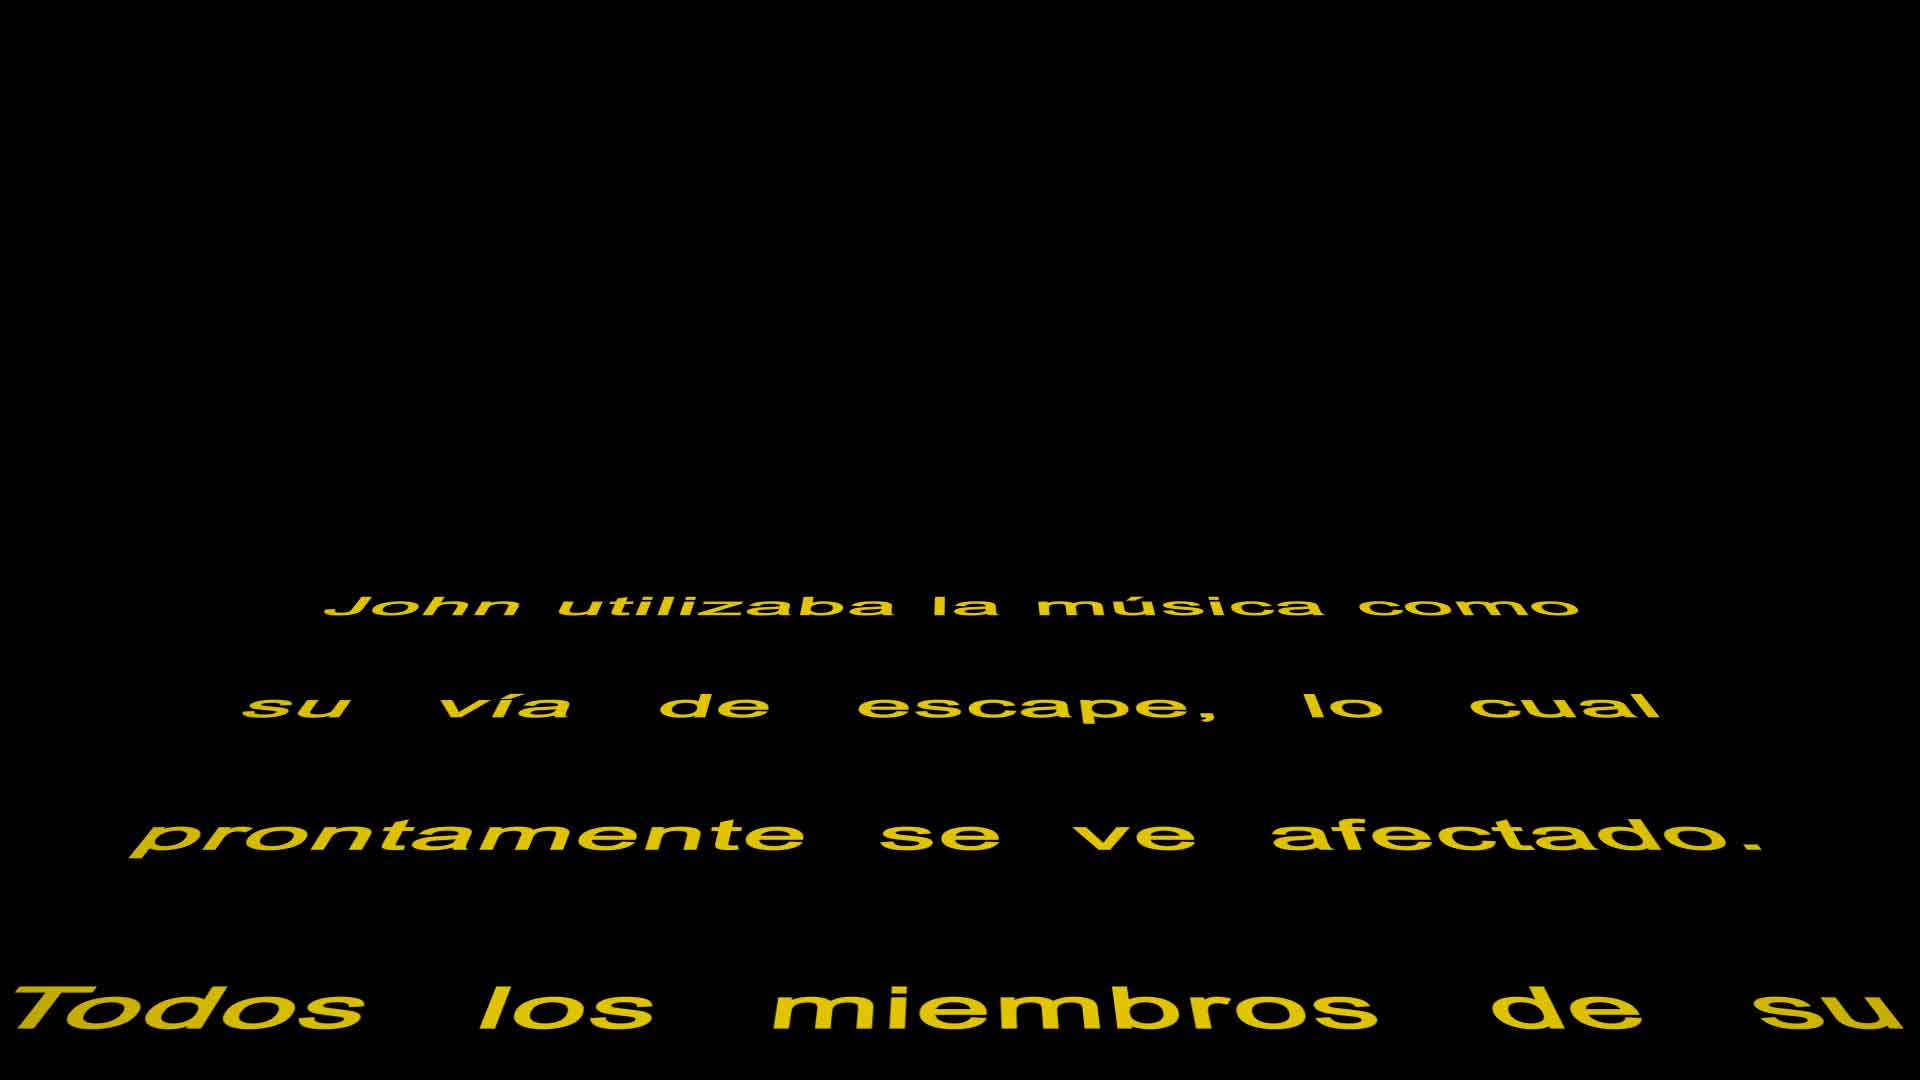 John utilizaba la música como
su vía de escape, lo cual
prontamente se ve afectado.
Todos los miembros de su